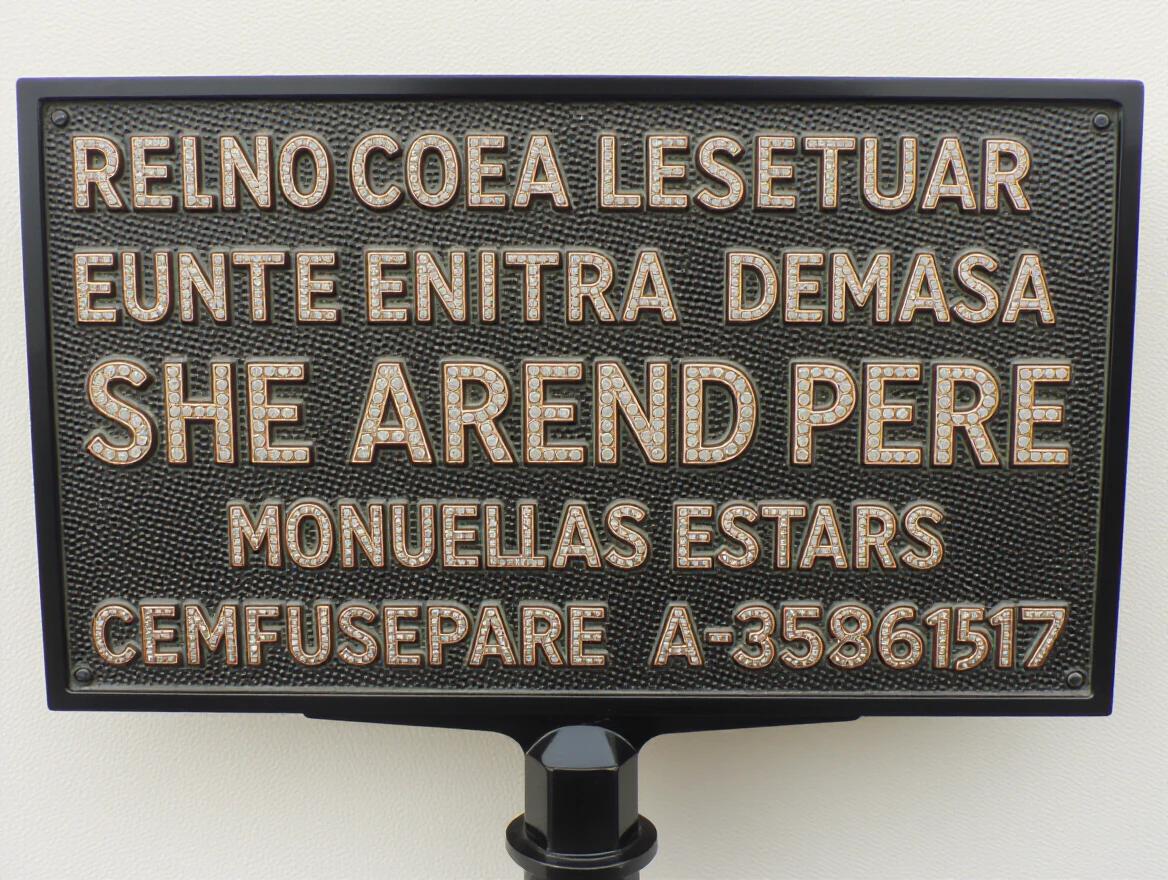 RELNO COEA LESETUAR
EUNTE ENITRA DEMASA
SHE AREND PERE
MONUELLAS ESTARS
CEMFUSEPARE A-35861517